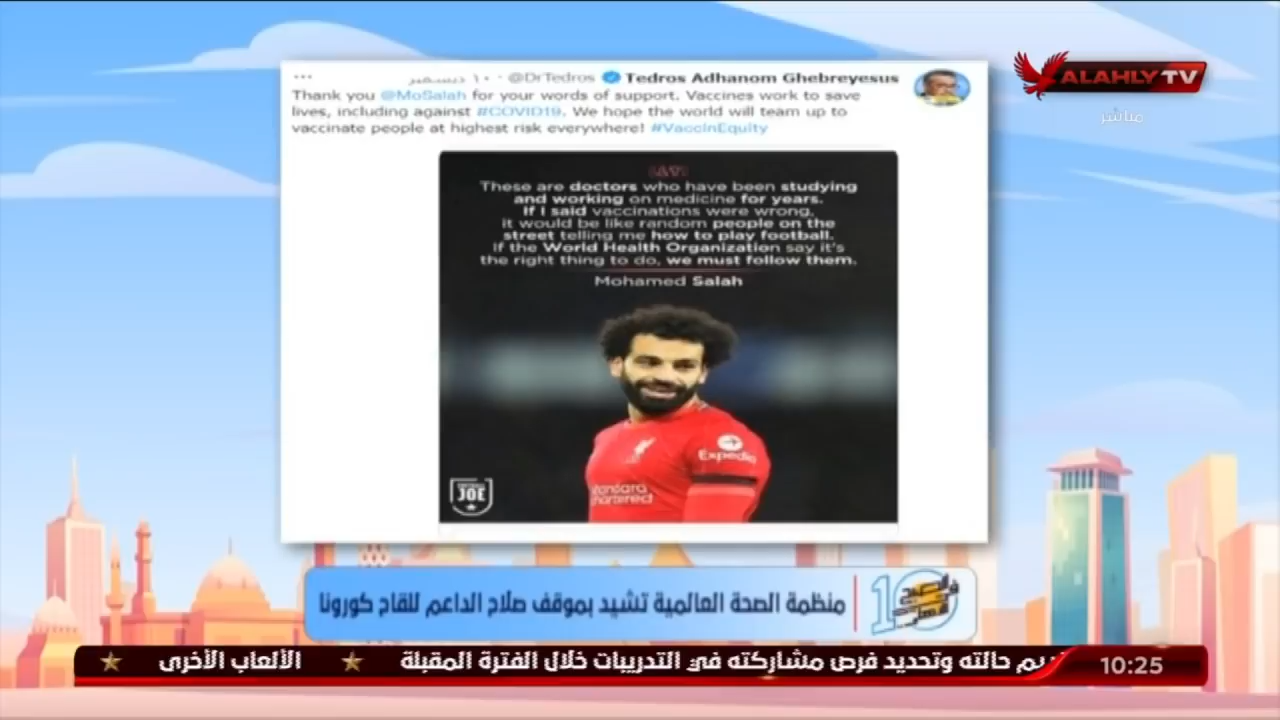 ALAHLY TV
مباشر
Tedros Adhanom Ghebreyesus @DrTedros · ١٠ ديسمبر
Thank you @MoSalah for your words of support. Vaccines work to save
lives, including against #COVID19. We hope the world will team up to
vaccinate people at highest risk everywhere! #VaccinEquity
These are doctors who have been studying
and working on medicine for years.
If I said vaccinations were wrong,
it would be like random people on the
street telling me how to play football.
If the World Health Organization say it's
the right thing to do, we must follow them.
Mohamed Salah
Expedia
standard
chartered
JOE
منظمة الصحة العالمية تشيد بموقف صلاح الداعم للقاح كورونا
10
حالته وتحديد فرص مشاركته في التدريبات خلال الفترة المقبلة
الألعاب الأخرى
10:25